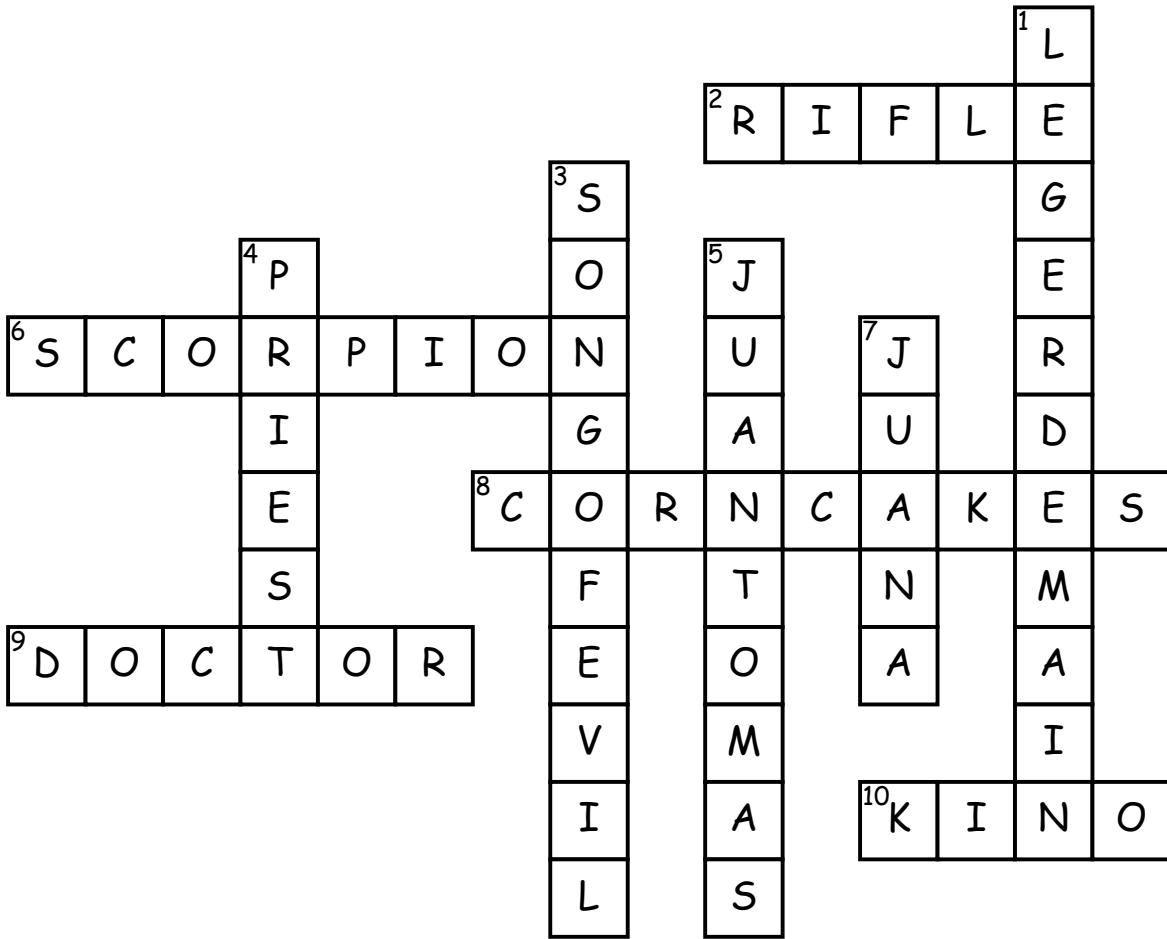 1 L
2 R I F L E
3 S G
4 P O 5 J E
6 S C O R P I O N U 7 J R
I G A U D
E 8 C O R N C A K E S
S F T N M
9 D O C T O R E O A A
V M I
I A 10 K I N O
L S